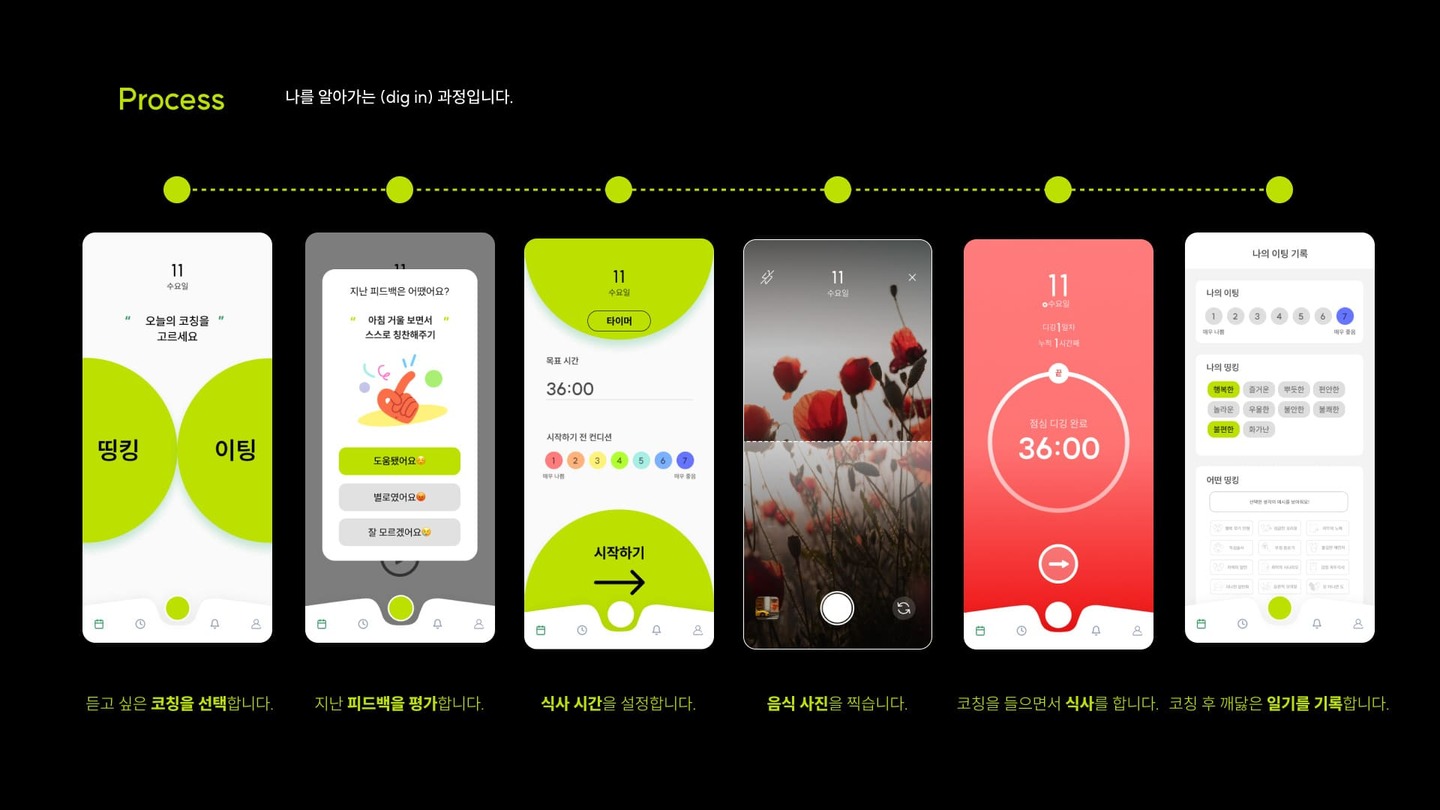 Process
나를 알아가는 (dig in) 과정입니다.
11
수요일
" 오늘의 코칭을 "
고르세요
띵킹
이팅
11
지난 피드백은 어땠어요?
" 아침 거울 보면서 "
스스로 칭찬해주기
도움됐어요
별로였어요
잘 모르겠어요
11
수요일
타이머
목표 시간
36:00
시작하기 전 컨디션
1 2 3 4 5 6 7
매우 나쁨 매우 좋음
시작하기
11
수요일
11
수요일
디깅 1일차
누적 1시간째
끝
점심 디깅 완료
36:00
나의 이팅 기록
나의 이팅
1 2 3 4 5 6 7
매우 나쁨 매우 좋음
나의 띵킹
행복한 즐거운 뿌듯한 편안한
놀라운 우울한 불안한 불쾌한
불편한 화가난
어떤 띵킹
듣고 싶은 코칭을 선택합니다.
지난 피드백을 평가합니다.
식사 시간을 설정합니다.
음식 사진을 찍습니다.
코칭을 들으면서 식사를 합니다.
코칭 후 깨닳은 일기를 기록합니다.